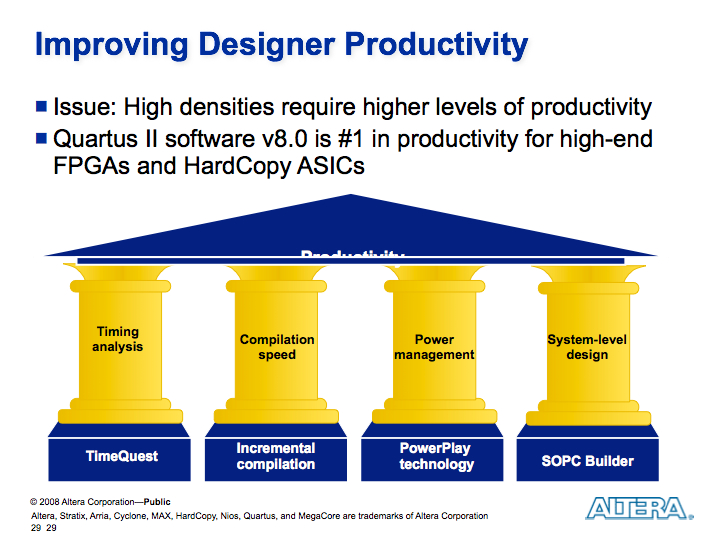 Improving Designer Productivity
Issue: High densities require higher levels of productivity
Quartus II software v8.0 is #1 in productivity for high-end
FPGAs and HardCopy ASICs
Productivity
Timing
analysis
Compilation
speed
Power
management
System-level
design
TimeQuest
Incremental
compilation
PowerPlay
technology
SOPC Builder
© 2008 Altera Corporation—Public
Altera, Stratix, Arria, Cyclone, MAX, HardCopy, Nios, Quartus, and MegaCore are trademarks of Altera Corporation
29 29
ALTERA®